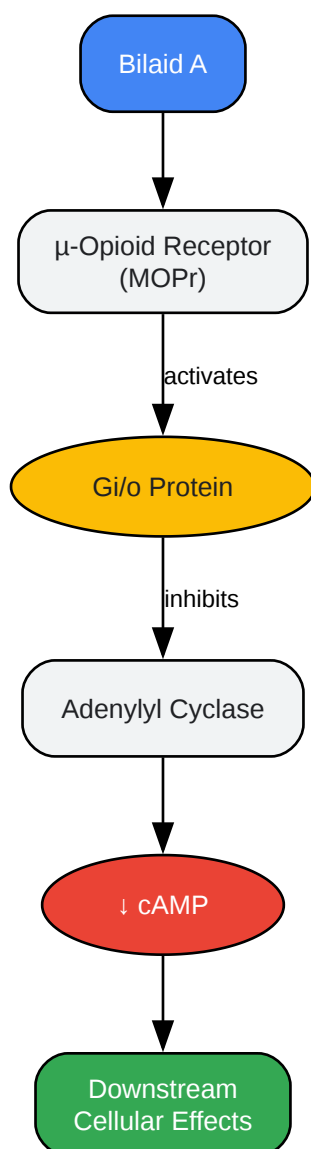 Bilaid A
µ-Opioid Receptor
(MOPr)
activates
Gi/o Protein
inhibits
Adenylyl Cyclase
↓ cAMP
Downstream
Cellular Effects